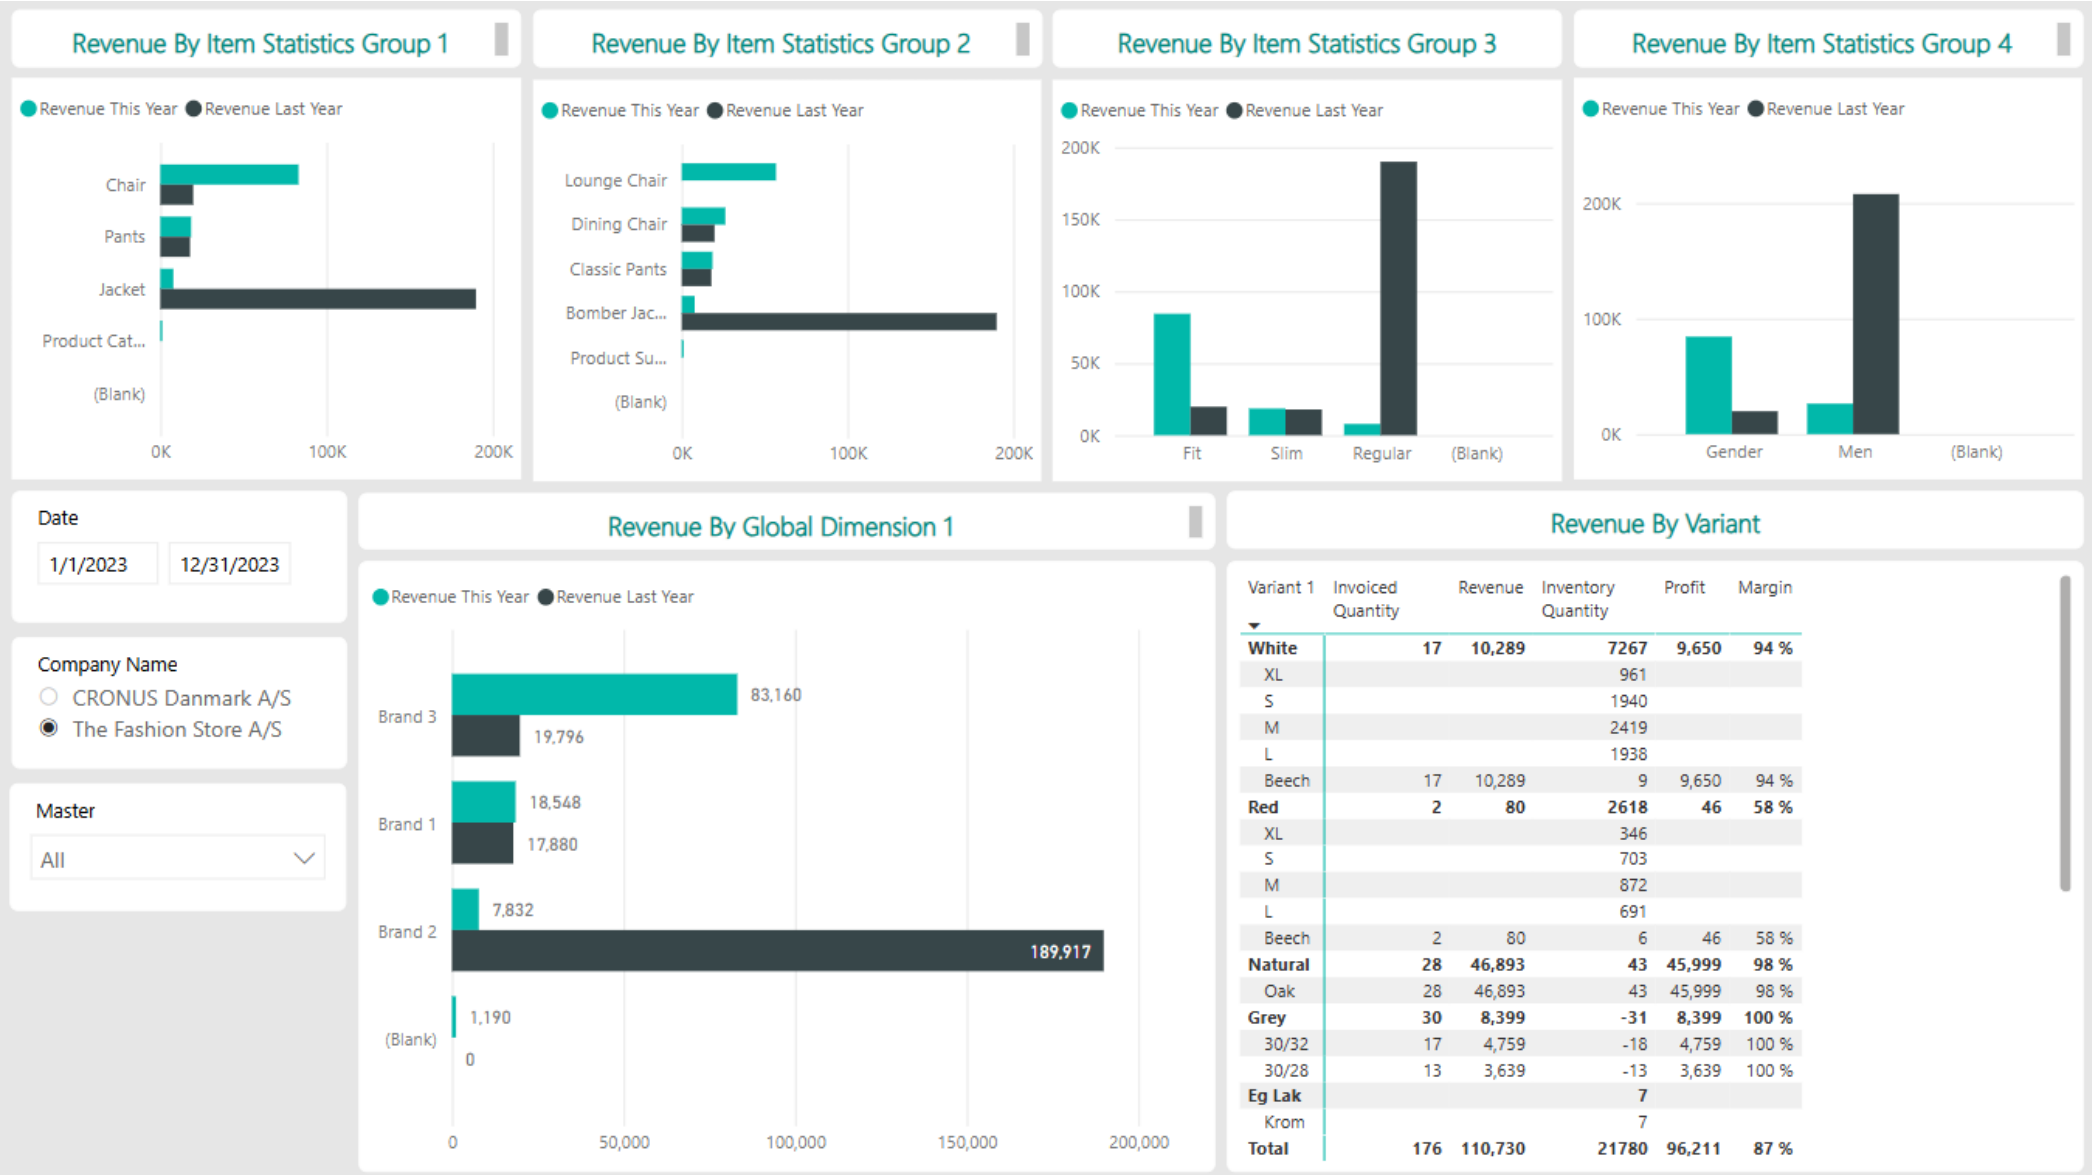 Revenue By Item Statistics Group 1
Revenue This Year Revenue Last Year
Chair
Pants
Jacket
Product Cat...
(Blank)
0K 100K 200K
Revenue By Item Statistics Group 2
Revenue This Year Revenue Last Year
Lounge Chair
Dining Chair
Classic Pants
Bomber Jac...
Product Su...
(Blank)
0K 100K 200K
Revenue By Item Statistics Group 3
Revenue This Year Revenue Last Year
200K
150K
100K
50K
0K
Fit Slim Regular (Blank)
Revenue By Item Statistics Group 4
Revenue This Year Revenue Last Year
200K
100K
0K
Gender Men (Blank)
Date
1/1/2023 12/31/2023
Company Name
CRONUS Danmark A/S
The Fashion Store A/S
Master
All
Revenue By Global Dimension 1
Revenue This Year Revenue Last Year
83,160
Brand 3
19,796
18,548
Brand 1
17,880
7,832
Brand 2
189,917
1,190
(Blank)
0
0 50,000 100,000 150,000 200,000
Revenue By Variant
Variant 1 Invoiced Revenue Inventory Profit Margin
Quantity Quantity
White 17 10,289 7267 9,650 94 %
XL 961
S 1940
M 2419
L 1938
Beech 17 10,289 9 9,650 94 %
Red 2 80 2618 46 58 %
XL 346
S 703
M 872
L 691
Beech 2 80 6 46 58 %
Natural 28 46,893 43 45,999 98 %
Oak 28 46,893 43 45,999 98 %
Grey 30 8,399 -31 8,399 100 %
30/32 17 4,759 -18 4,759 100 %
30/28 13 3,639 -13 3,639 100 %
Eg Lak 7
Krom 7
Total 176 110,730 21780 96,211 87 %